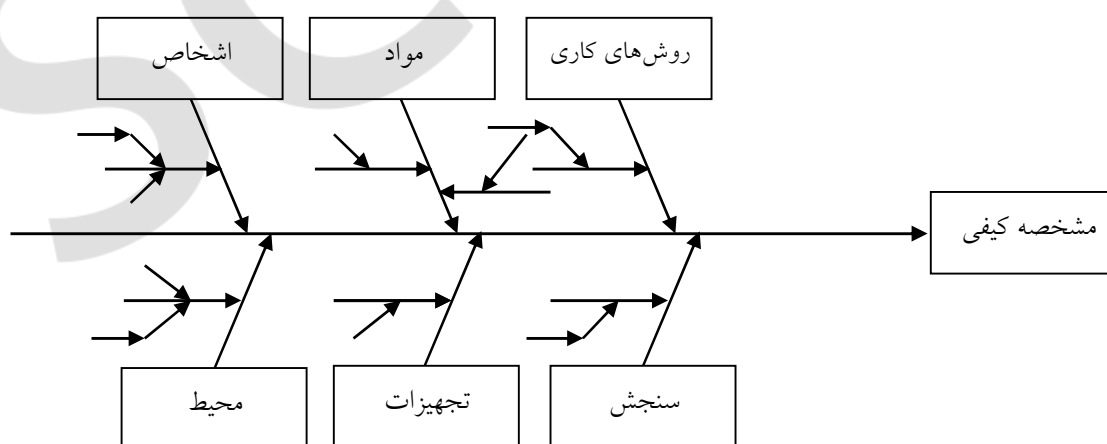 روش‌های کاری
مواد
اشخاص
مشخصه کیفی
سنجش
تجهیزات
محیط